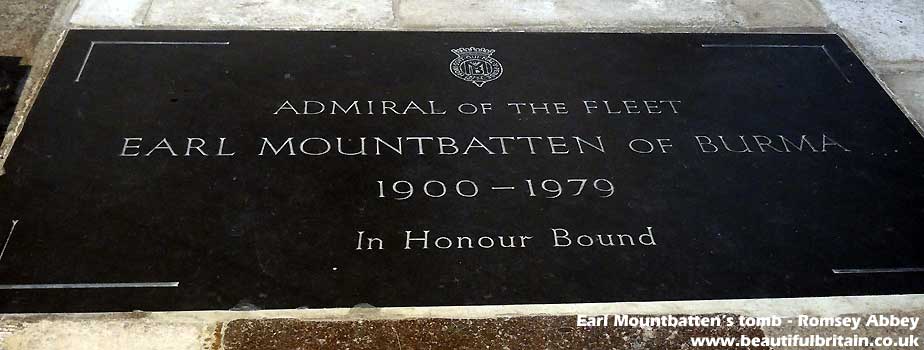 ADMIRAL OF THE FLEET
EARL MOUNTBATTEN OF BURMA
1900 – 1979
In Honour Bound
Earl Mountbatten's tomb - Romsey Abbey
www.beautifulbritain.co.uk